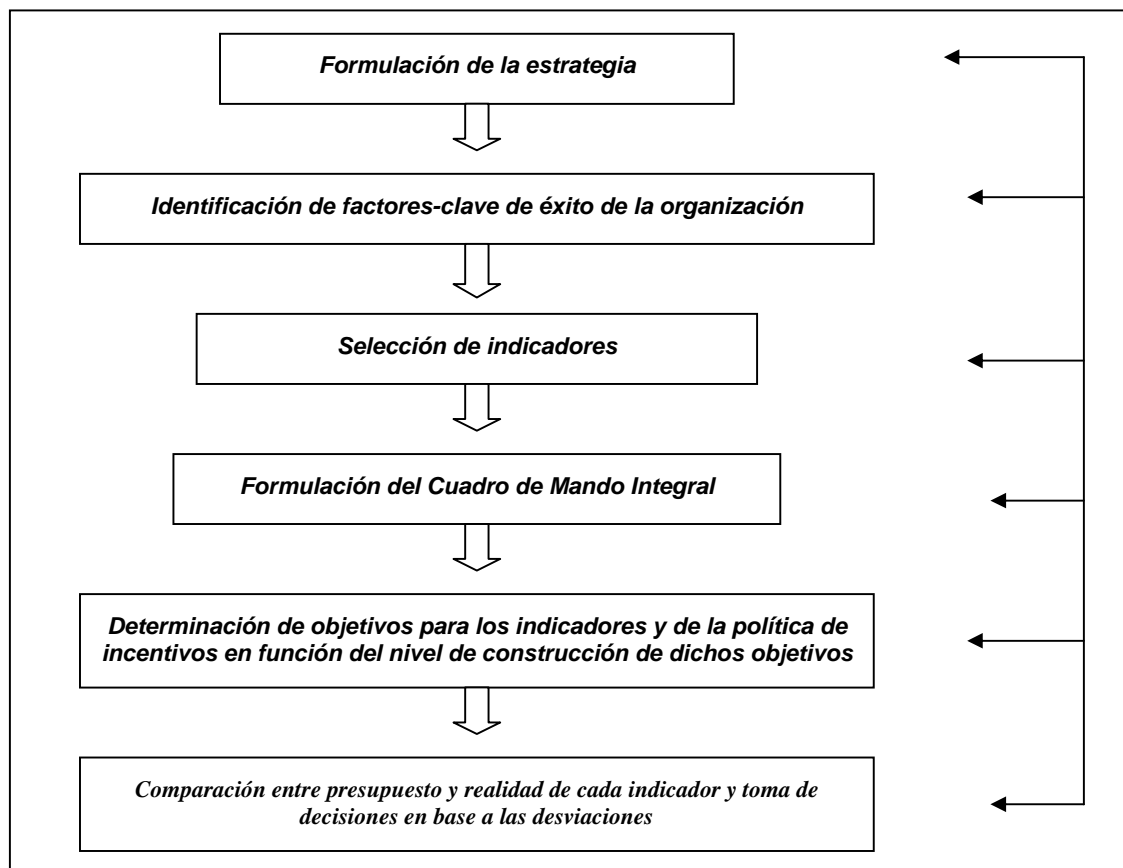 Formulación de la estrategia
Identificación de factores-clave de éxito de la organización
Selección de indicadores
Formulación del Cuadro de Mando Integral
Determinación de objetivos para los indicadores y de la política de
incentivos en función del nivel de construcción de dichos objetivos
Comparación entre presupuesto y realidad de cada indicador y toma de
decisiones en base a las desviaciones